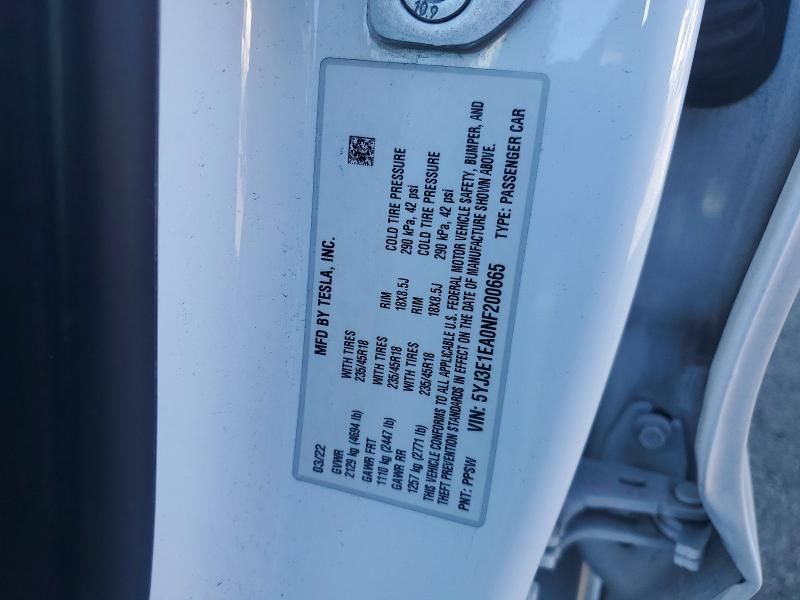 10.9
MFD BY TESLA, INC.
03/22
GVWR WITH TIRES
2129 kg (4694 lb) 235/45R18
GAWR FRT WITH TIRES RIM COLD TIRE PRESSURE
1110 kg (2447 lb) 235/45R18 18X8.5J 290 kPa, 42 psi
GAWR RR WITH TIRES RIM COLD TIRE PRESSURE
1257 kg (2771 lb) 235/45R18 18X8.5J 290 kPa, 42 psi
THIS VEHICLE CONFORMS TO ALL APPLICABLE U.S. FEDERAL MOTOR VEHICLE SAFETY, BUMPER, AND
THEFT PREVENTION STANDARDS IN EFFECT ON THE DATE OF MANUFACTURE SHOWN ABOVE.
VIN: 5YJ3E1EA0NF200665
PNT: PPSW TYPE: PASSENGER CAR